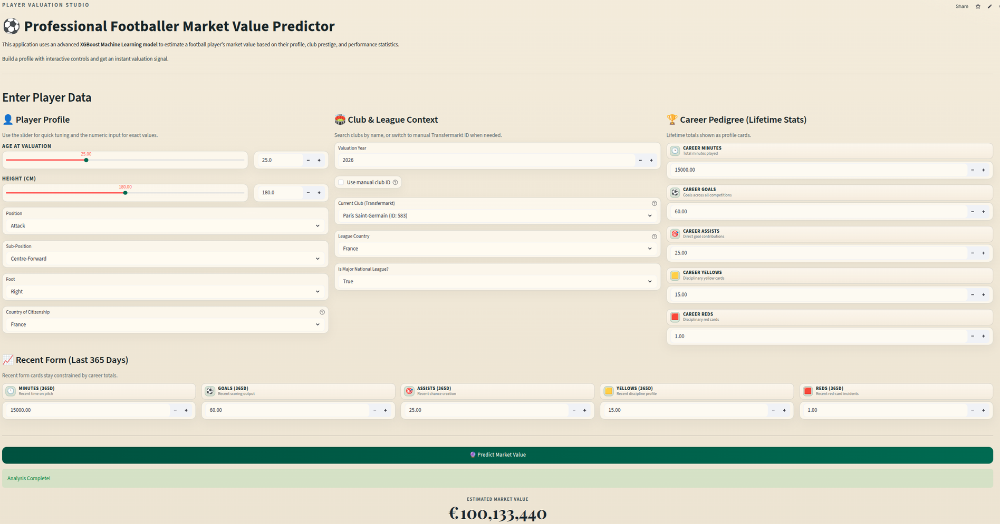 PLAYER VALUATION STUDIO
Share
⚽ Professional Footballer Market Value Predictor
This application uses an advanced XGBoost Machine Learning model to estimate a football player's market value based on their profile, club prestige, and performance statistics.
Build a profile with interactive controls and get an instant valuation signal.
Enter Player Data
👤 Player Profile
Use the slider for quick tuning and the numeric input for exact values.
AGE AT VALUATION
25.00
25.0
HEIGHT (CM)
180.00
180.0
Position
Attack
Sub-Position
Centre-Forward
Foot
Right
Country of Citizenship
France
🏟️ Club & League Context
Search clubs by name, or switch to manual Transfermarkt ID when needed.
Valuation Year
2026
Use manual club ID
Current Club (Transfermarkt)
Paris Saint-Germain (ID: 583)
League Country
France
Is Major National League?
True
🏆 Career Pedigree (Lifetime Stats)
Lifetime totals shown as profile cards.
CAREER MINUTES
Total minutes played
15000.00
CAREER GOALS
Goals across all competitions
60.00
CAREER ASSISTS
Direct goal contributions
25.00
CAREER YELLOWS
Disciplinary yellow cards
15.00
CAREER REDS
Disciplinary red cards
1.00
📈 Recent Form (Last 365 Days)
Recent form cards stay constrained by career totals.
MINUTES (365D)
Recent time on pitch
15000.00
GOALS (365D)
Recent scoring output
60.00
ASSISTS (365D)
Recent chance creation
25.00
YELLOWS (365D)
Recent discipline profile
15.00
REDS (365D)
Recent red-card incidents
1.00
🔮 Predict Market Value
Analysis Complete!
ESTIMATED MARKET VALUE
€100,133,440